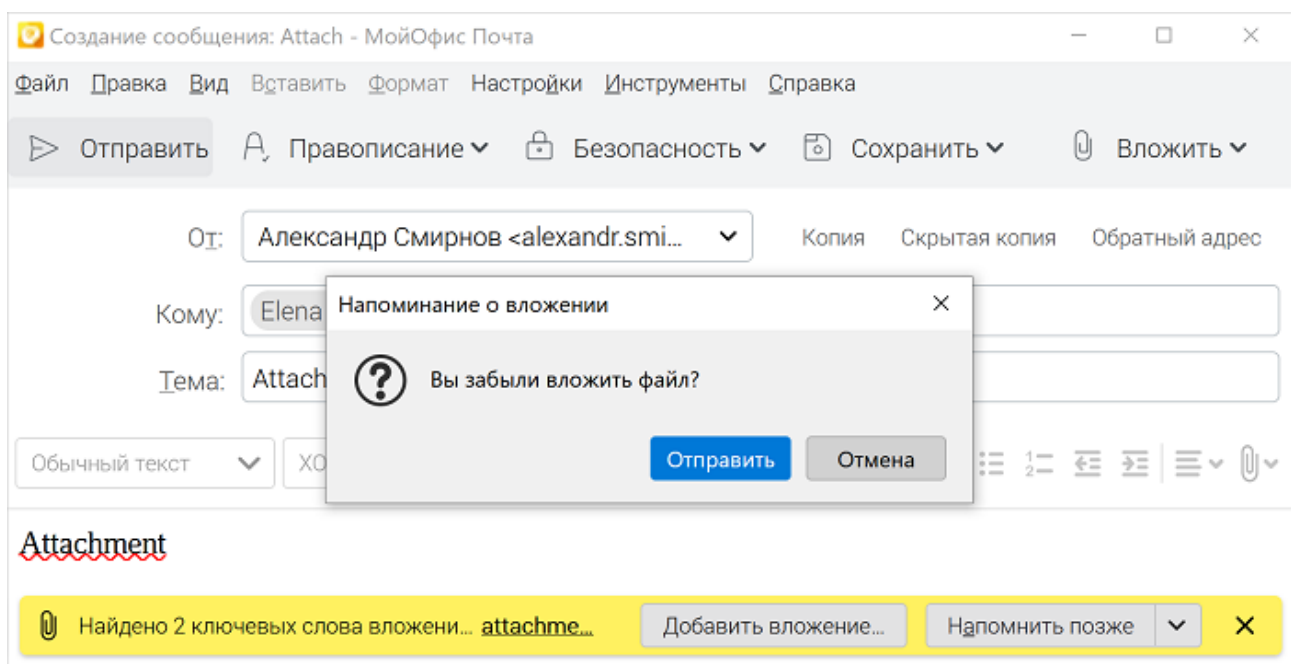 Создание сообщения: Attach - МойОфис Почта
Файл Правка Вид Вставить Формат Настройки Инструменты Справка
Отправить Правописание Безопасность Сохранить Вложить
От: Александр Смирнов <alexandr.smi... Копия Скрытая копия Обратный адрес
Кому: Elena
Напоминание о вложении
Тема: Attach
Вы забыли вложить файл?
Отправить Отмена
Обычный текст
Attachment
Найдено 2 ключевых слова вложени... attachme... Добавить вложение... Напомнить позже